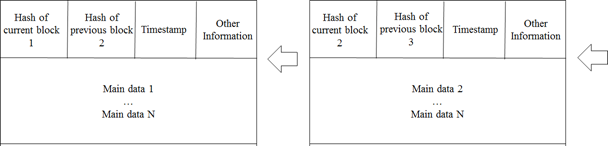 Hash of
current block
1
Hash of
previous block
2
Timestamp
Other
Information
Main data 1
…
Main data N
Hash of
current block
2
Hash of
previous block
3
Timestamp
Other
Information
Main data 2
…
Main data N